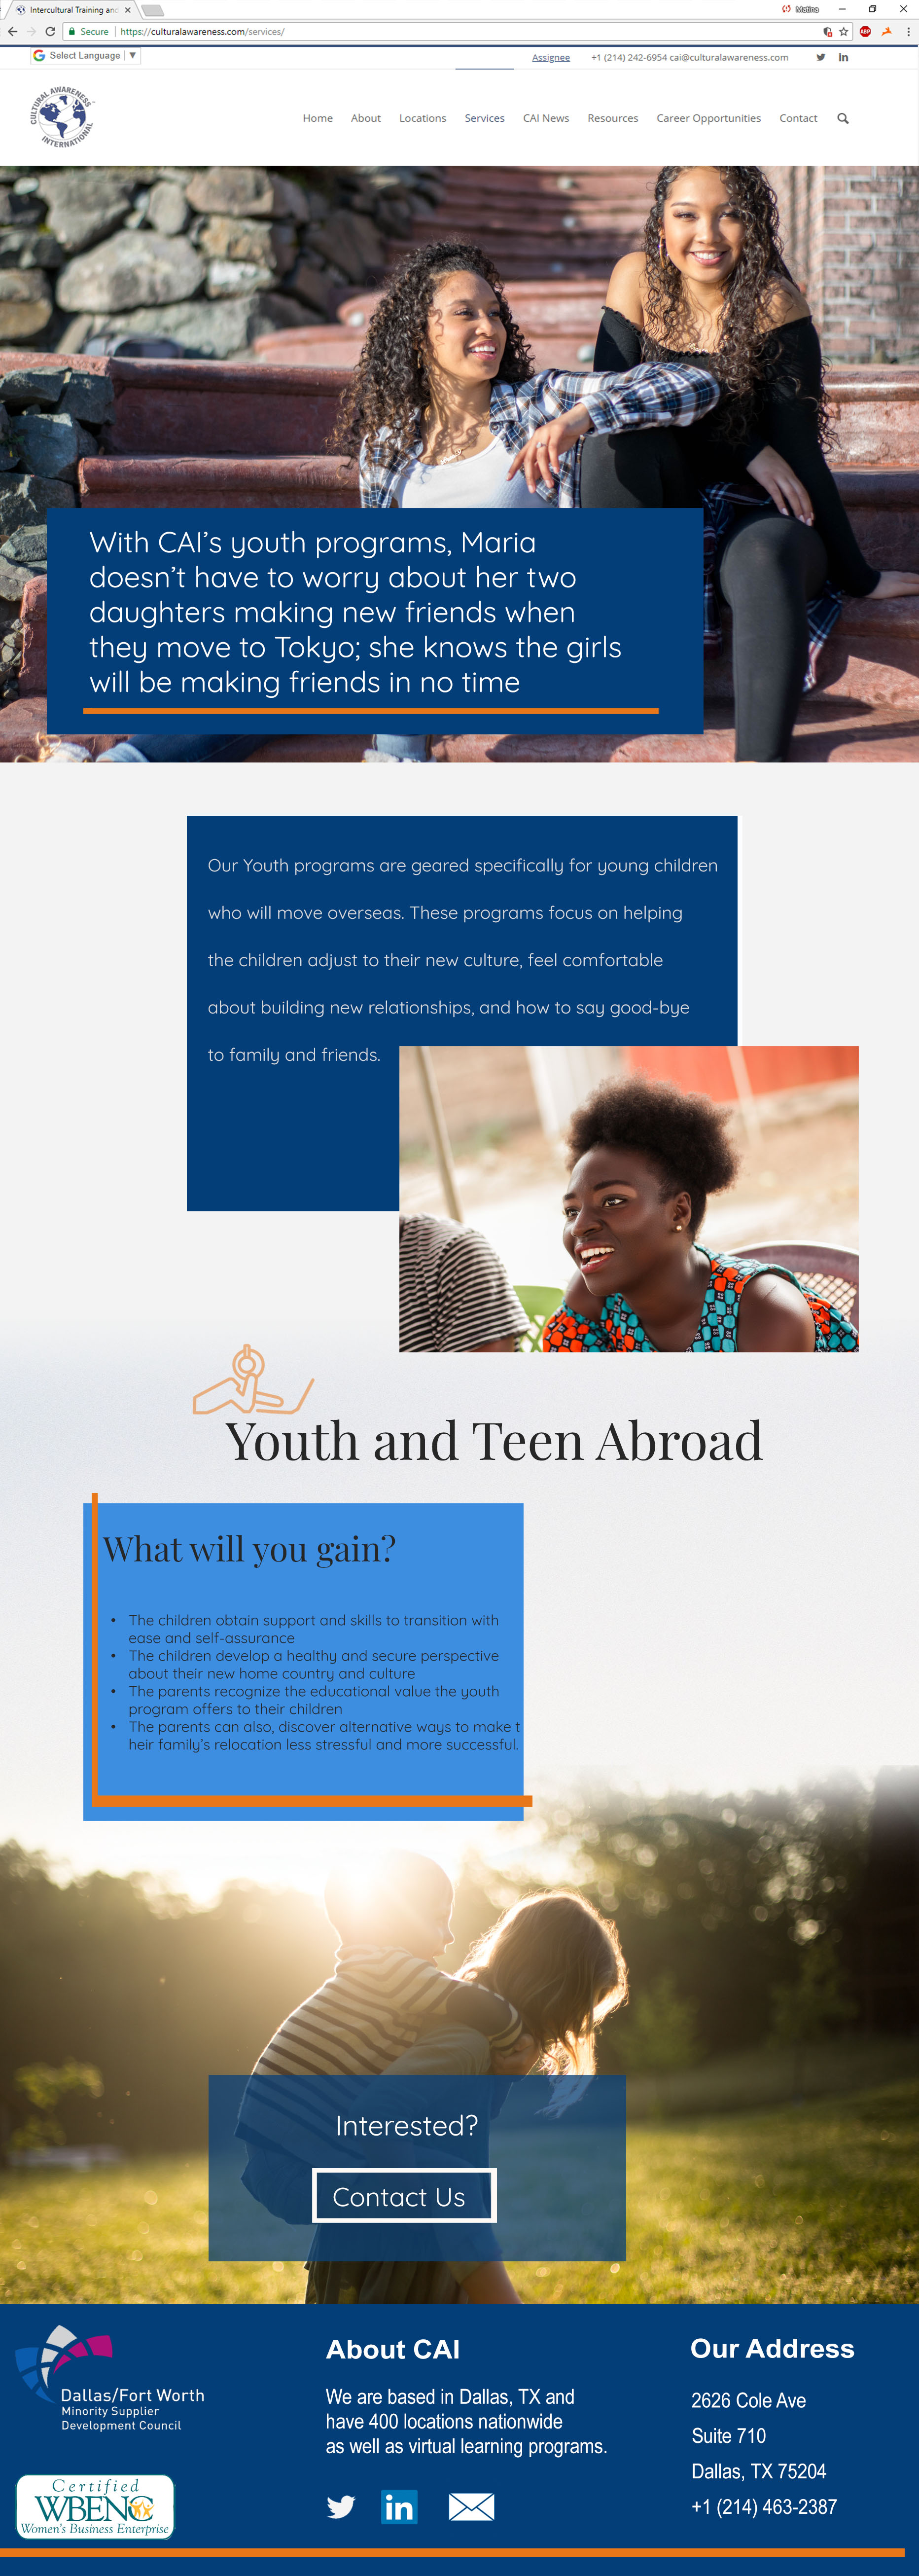 Intercultural Training and
Matina
Secure
https://culturalawareness.com/services/
ABP
Select Language ▼
Assignee
+1 (214) 242-6954 cai@culturalawareness.com
in
CULTURAL AWARENESS
INTERNATIONAL
Home
About
Locations
Services
CAI News
Resources
Career Opportunities
Contact
With CAI's youth programs, Maria
doesn't have to worry about her two
daughters making new friends when
they move to Tokyo; she knows the girls
will be making friends in no time
Our Youth programs are geared specifically for young children
who will move overseas. These programs focus on helping
the children adjust to their new culture, feel comfortable
about building new relationships, and how to say good-bye
to family and friends.
Youth and Teen Abroad
What will you gain?
• The children obtain support and skills to transition with
ease and self-assurance
• The children develop a healthy and secure perspective
about their new home country and culture
• The parents recognize the educational value the youth
program offers to their children
• The parents can also, discover alternative ways to make t
heir family's relocation less stressful and more successful.
Interested?
Contact Us
Dallas/Fort Worth
Minority Supplier
Development Council
Certified
WBENC
Women's Business Enterprise
About CAI
We are based in Dallas, TX and
have 400 locations nationwide
as well as virtual learning programs.
in
Our Address
2626 Cole Ave
Suite 710
Dallas, TX 75204
+1 (214) 463-2387